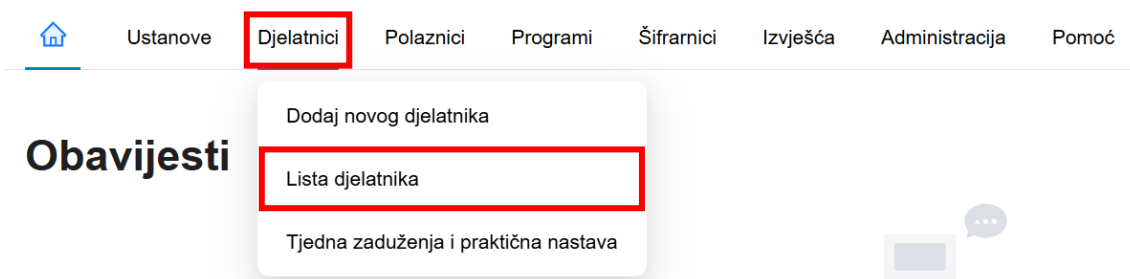 Ustanove Djelatnici Polaznici Programi Šifrarnici Izvješća Administracija Pomoć
Dodaj novog djelatnika
Obavijesti
Lista djelatnika
Tjedna zaduženja i praktična nastava